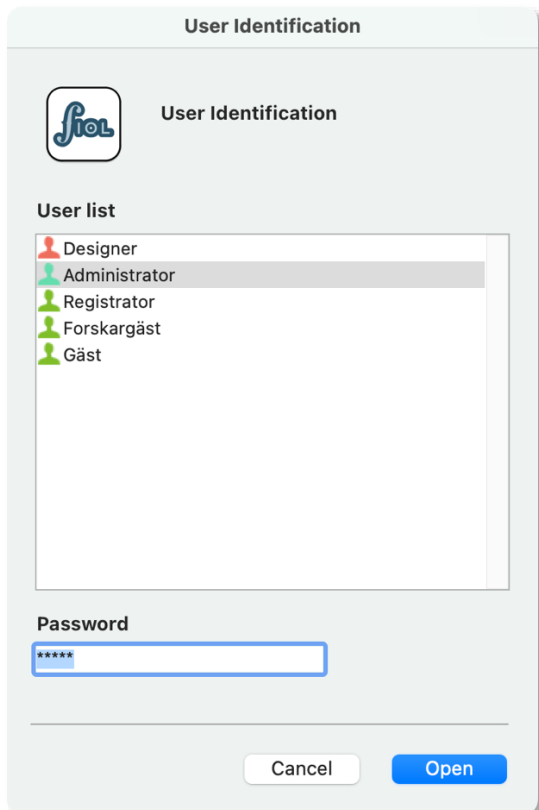 User Identification
fiol
User Identification
User list
Designer
Administrator
Registrator
Forskargäst
Gäst
Password
*****
Cancel
Open